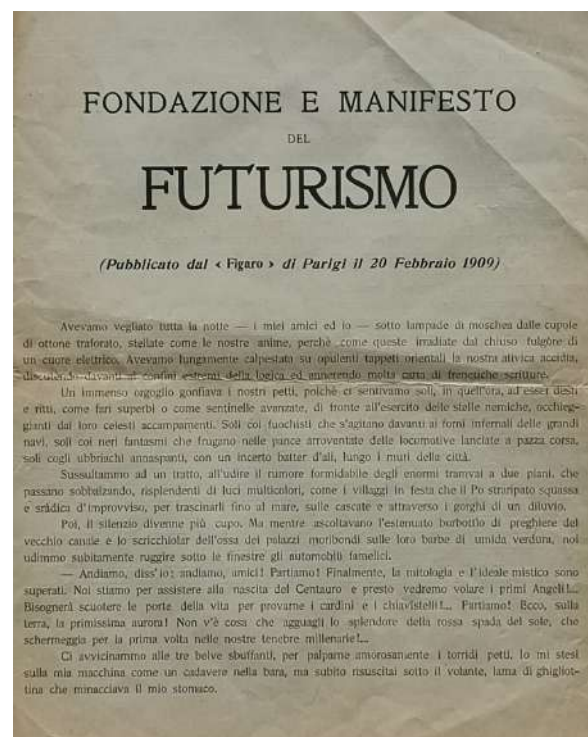 FONDAZIONE E MANIFESTO
DEL
FUTURISMO
(Pubblicato dal « Figaro » di Parigi il 20 Febbraio 1909)
Avevamo vegliato tutta la notte — i miei amici ed io — sotto lampade di moschea dalle cupole
di ottone traforato, stellate come le nostre anime, perchè come queste irradiate dal chiuso fulgòre di
un cuore elettrico. Avevamo lungamente calpestata su opulenti tappeti orientali la nostra atavica accidia,
discutendo davanti ai confini estremi della logica ed annerendo molta carta di frenetiche scritture.
Un immenso orgoglio gonfiava i nostri petti, poichè ci sentivamo soli, in quell'ora, ad esser desti
e ritti, come fari superbi o come sentinelle avanzate, di fronte all'esercito delle stelle nemiche, occhieg-
gianti dai loro celesti accampamenti. Soli coi fuochisti che s'agitano davanti ai forni infernali delle grandi
navi, soli coi neri fantasmi che frugano nelle pance arroventate delle locomotive lanciate a pazza corsa,
soli cogli ubbriachi annaspanti, con un incerto batter d'ali, lungo i muri della città.
Sussultammo ad un tratto, all'udire il rumore formidabile degli enormi tramvai a due piani, che
passano sobbalzando, risplendenti di luci multicolori, come i villaggi in festa che il Po straripato squassa
e sràdica d'improvviso, per trascinarli fino al mare, sulle cascate e attraverso i gorghi di un diluvio.
Poi, il silenzio divenne più cupo. Ma mentre ascoltavamo l'estenuato borbottìo di preghiere del
vecchio canale e lo scricchiolar dell'ossa dei palazzi moribondi sulle loro barbe di umida verdura, noi
udimmo subitamente ruggire sotto le finestre gli automobili famelici.
— Andiamo, diss'io; andiamo, amici! Partiamo! Finalmente, la mitologia e l'ideale mistico sono
superati. Noi stiamo per assistere alla nascita del Centauro e presto vedremo volare i primi Angeli!...
Bisognerà scuotere le porte della vita per provarne i cardini e i chiavistelli!... Partiamo! Ecco, sulla
terra, la primissima aurora! Non v'è cosa che agguagli lo splendore della rossa spada del sole, che
schermeggia per la prima volta nelle nostre tenebre millenarie!...
Ci avvicinammo alle tre belve sbuffanti, per palparne amorosamente i torridi petti. Io mi stesi
sulla mia macchina come un cadavere nella bara, ma subito risuscitai sotto il volante, lama di ghigliot-
tina che minacciava il mio stomaco.